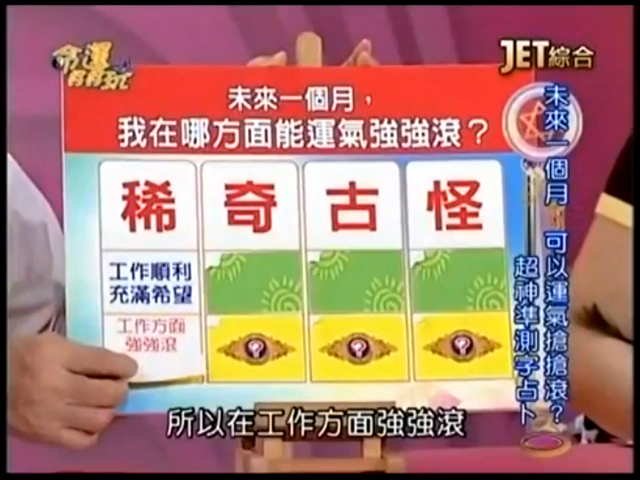 命運
有有玩
JET綜合
未來一個月，
我在哪方面能運氣強強滾？
稀 奇 古 怪
工作順利
充滿希望
工作方面
強強滾
? ? ?
未來一個月，可以運氣搶搶滾？
超神準測字占卜
所以在工作方面強強滾